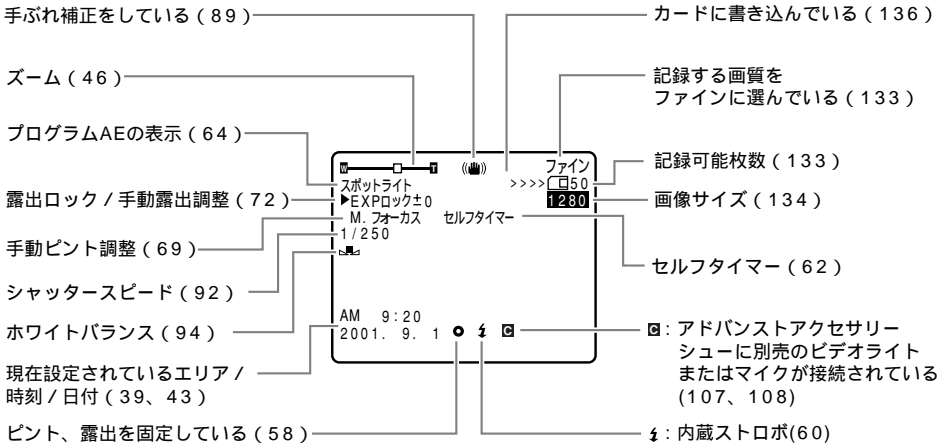 手ぶれ補正をしている ( 89 )
ズーム ( 46 )
プログラムAEの表示 ( 64 )
露出ロック / 手動露出調整 ( 72 )
手動ピント調整 ( 69 )
シャッタースピード ( 92 )
ホワイトバランス ( 94 )
現在設定されているエリア /
時刻 / 日付 ( 39、43 )
ピント、露出を固定している ( 58 )
W T
ファイン
スポットライト
>>>> 50
▶EXPロック±0
1280
M. フォーカス セルフタイマー
1/250
AM 9:20
2001. 9. 1
C
カードに書き込んでいる ( 136 )
記録する画質を
ファインに選んでいる ( 133 )
記録可能枚数 ( 133 )
画像サイズ ( 134 )
セルフタイマー ( 62 )
C : アドバンストアクセサリー
シューに別売のビデオライト
またはマイクが接続されている
(107、108)
: 内蔵ストロボ(60)